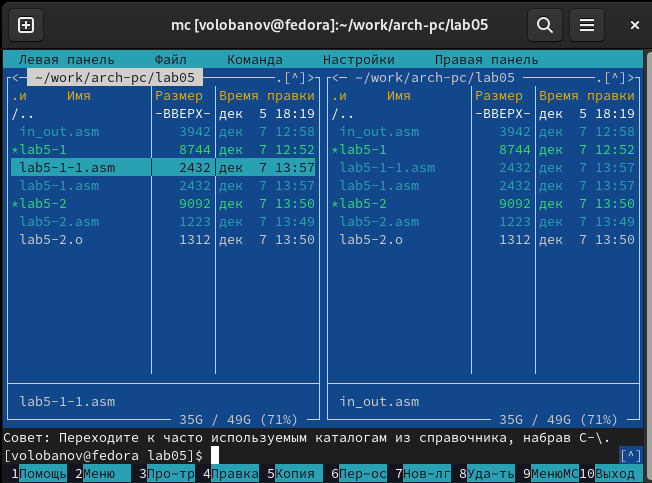 mc [volobanov@fedora]:~/work/arch-pc/lab05
Левая панель Файл Команда Настройки Правая панель
<— ~/work/arch-pc/lab05 .[^]> <— ~/work/arch-pc/lab05 .[^]>
.и Имя Размер Время правки .и Имя Размер Время правки
/.. -ВВЕРХ- дек 5 18:19 /.. -ВВЕРХ- дек 5 18:19
in_out.asm 3942 дек 7 12:58 in_out.asm 3942 дек 7 12:58
*lab5-1 8744 дек 7 12:52 *lab5-1 8744 дек 7 12:52
lab5-1-1.asm 2432 дек 7 13:57 lab5-1-1.asm 2432 дек 7 13:57
lab5-1.asm 2432 дек 7 13:57 lab5-1.asm 2432 дек 7 13:57
*lab5-2 9092 дек 7 13:50 *lab5-2 9092 дек 7 13:50
lab5-2.asm 1223 дек 7 13:49 lab5-2.asm 1223 дек 7 13:49
lab5-2.o 1312 дек 7 13:50 lab5-2.o 1312 дек 7 13:50
lab5-1-1.asm in_out.asm
35G / 49G (71%) 35G / 49G (71%)
Совет: Переходите к часто используемым каталогам из справочника, набрав C-\.
[volobanov@fedora lab05]$ [^]
1Помощь 2Меню 3Про~тр 4Правка 5Копия 6Пер~ос 7Нов~лг 8Уда~ть 9МенюMC 10Выход